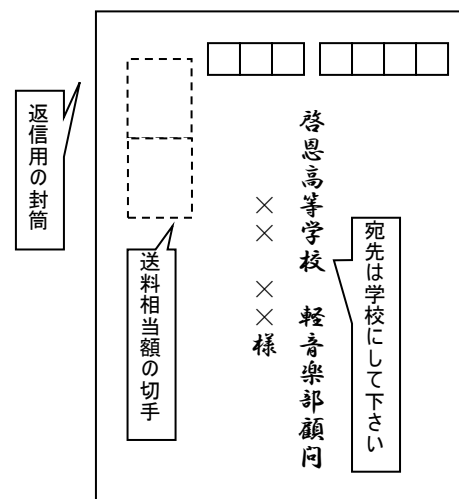 返信用の封筒
送料相当額の切手
啓恩高等学校　軽音楽部顧問
××　××様
宛先は学校にして下さい